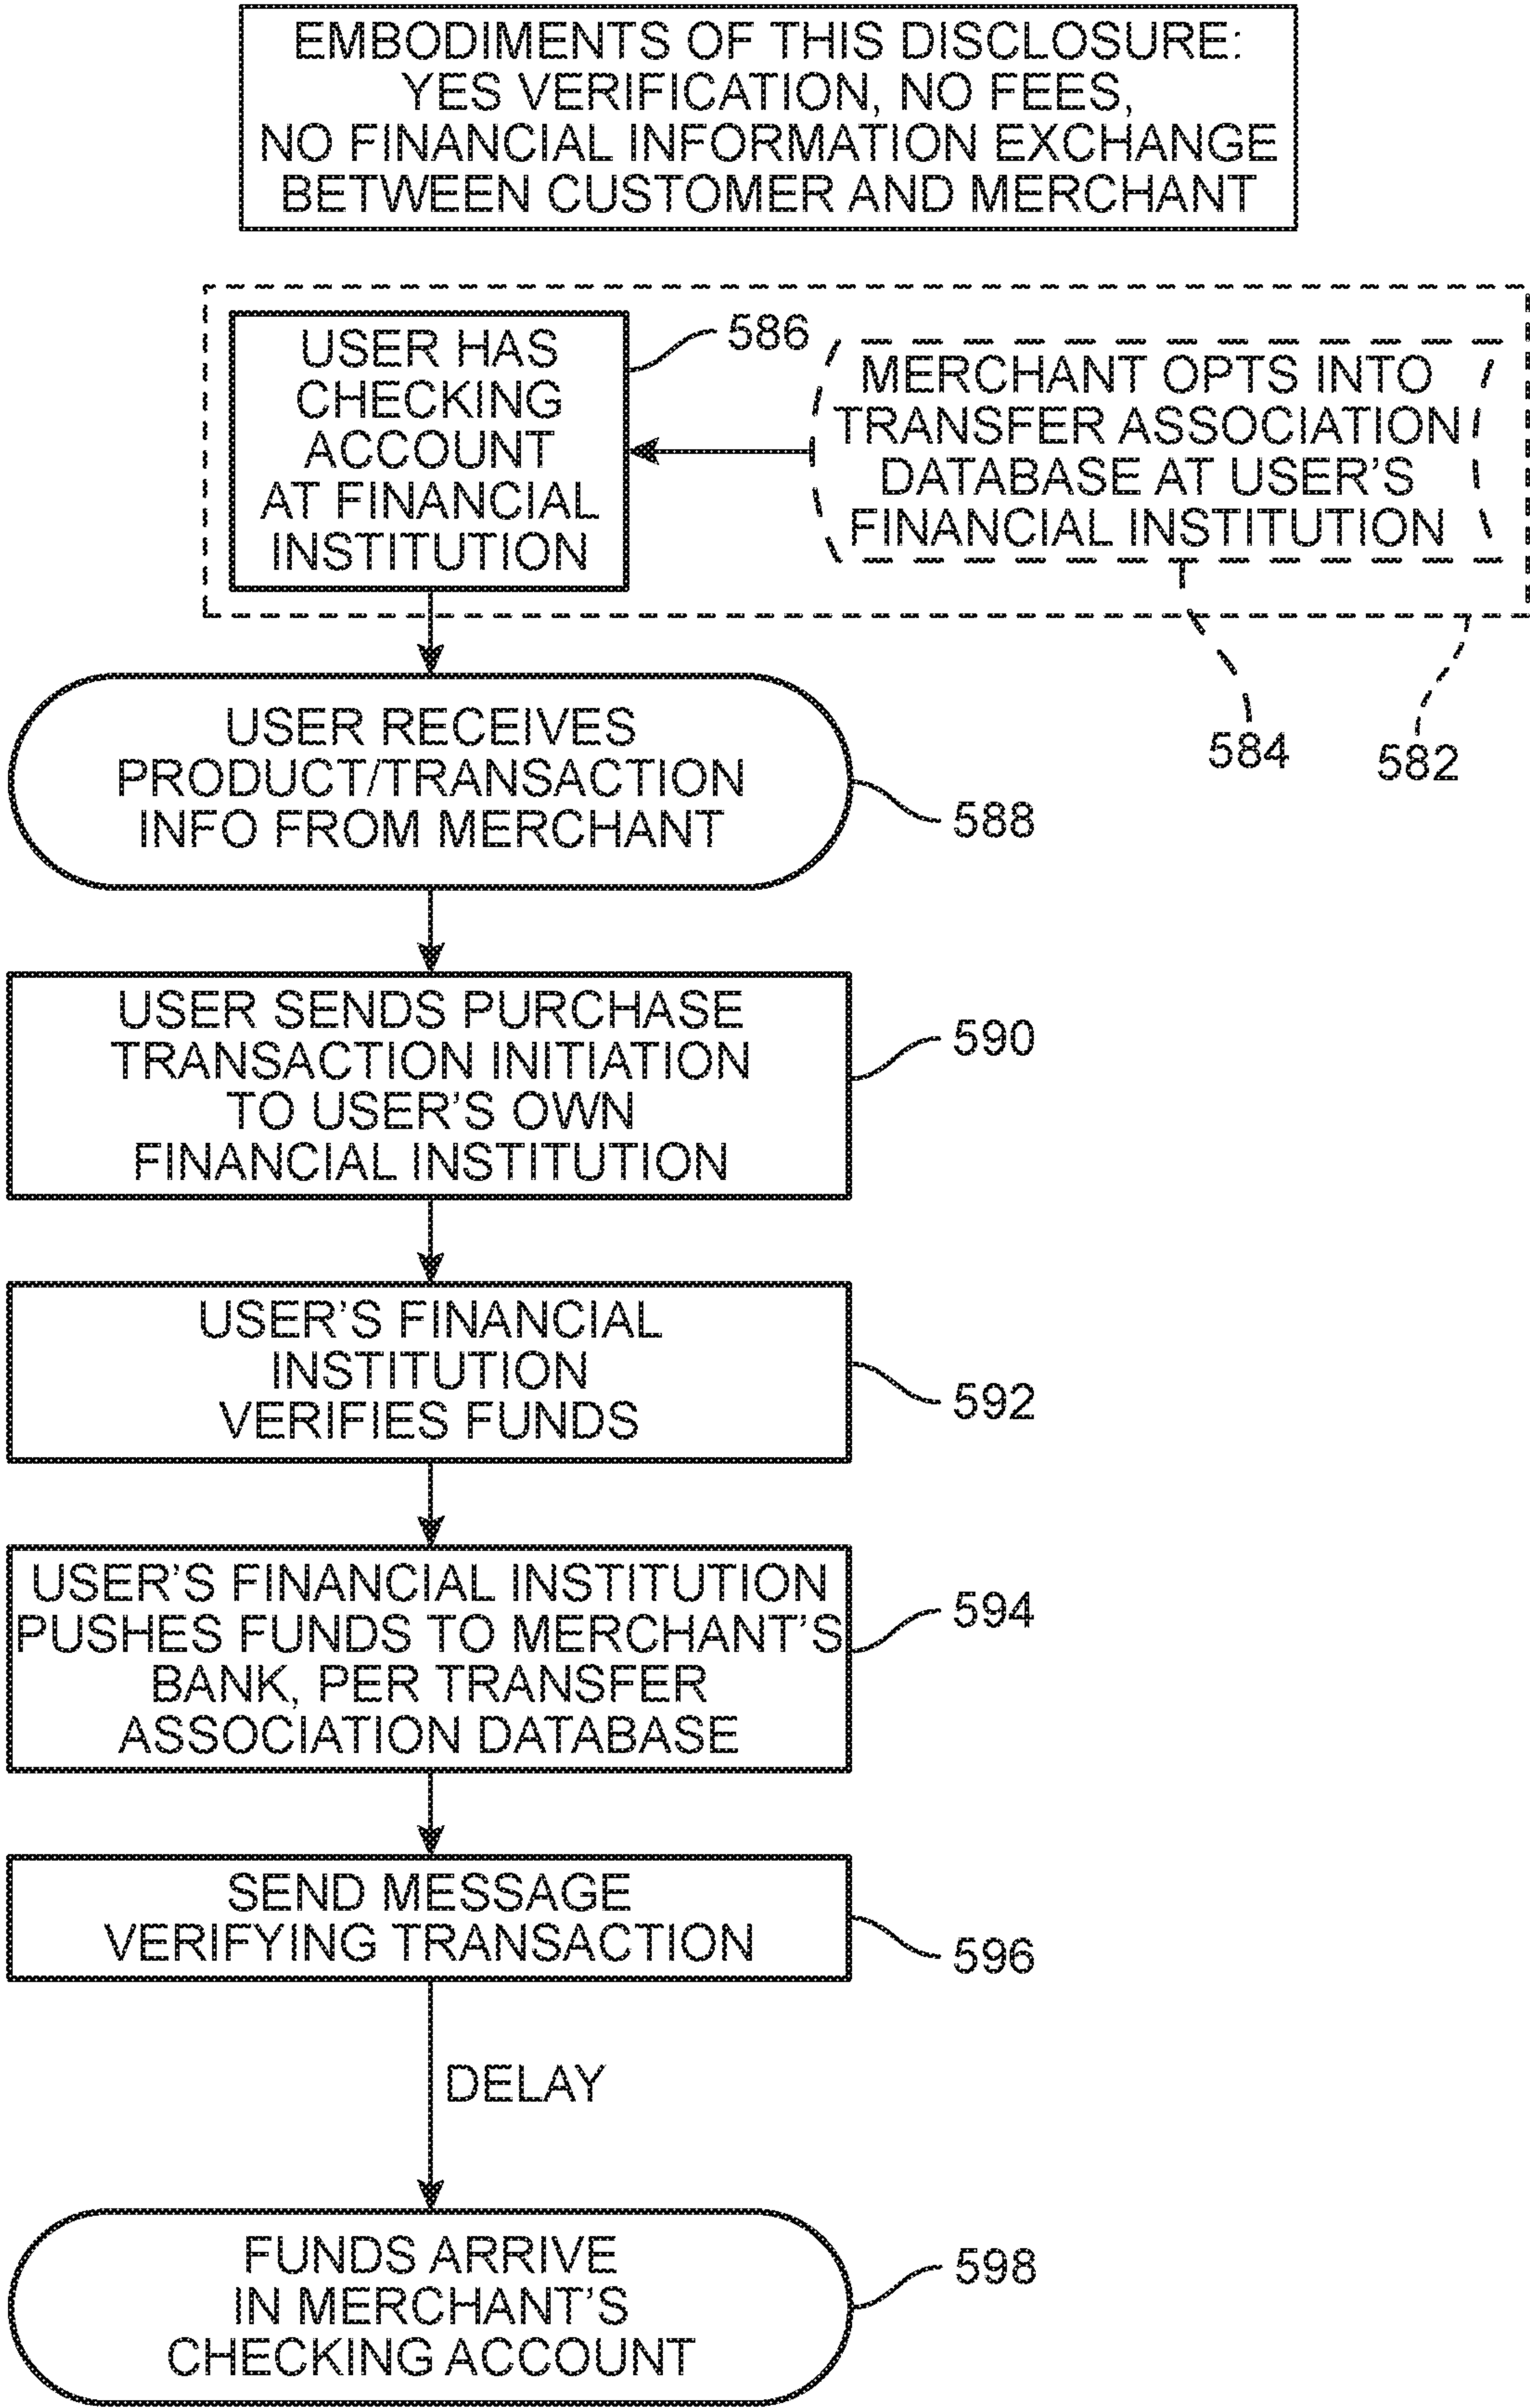 EMBODIMENTS OF THIS DISCLOSURE:
YES VERIFICATION, NO FEES,
NO FINANCIAL INFORMATION EXCHANGE
BETWEEN CUSTOMER AND MERCHANT
USER HAS
CHECKING
ACCOUNT
AT FINANCIAL
INSTITUTION
586
MERCHANT OPTS INTO
TRANSFER ASSOCIATION
DATABASE AT USER'S
FINANCIAL INSTITUTION
584
582
USER RECEIVES
PRODUCT/TRANSACTION
INFO FROM MERCHANT
588
USER SENDS PURCHASE
TRANSACTION INITIATION
TO USER'S OWN
FINANCIAL INSTITUTION
590
USER'S FINANCIAL
INSTITUTION
VERIFIES FUNDS
592
USER'S FINANCIAL INSTITUTION
PUSHES FUNDS TO MERCHANT'S
BANK, PER TRANSFER
ASSOCIATION DATABASE
594
SEND MESSAGE
VERIFYING TRANSACTION
596
DELAY
FUNDS ARRIVE
IN MERCHANT'S
CHECKING ACCOUNT
598